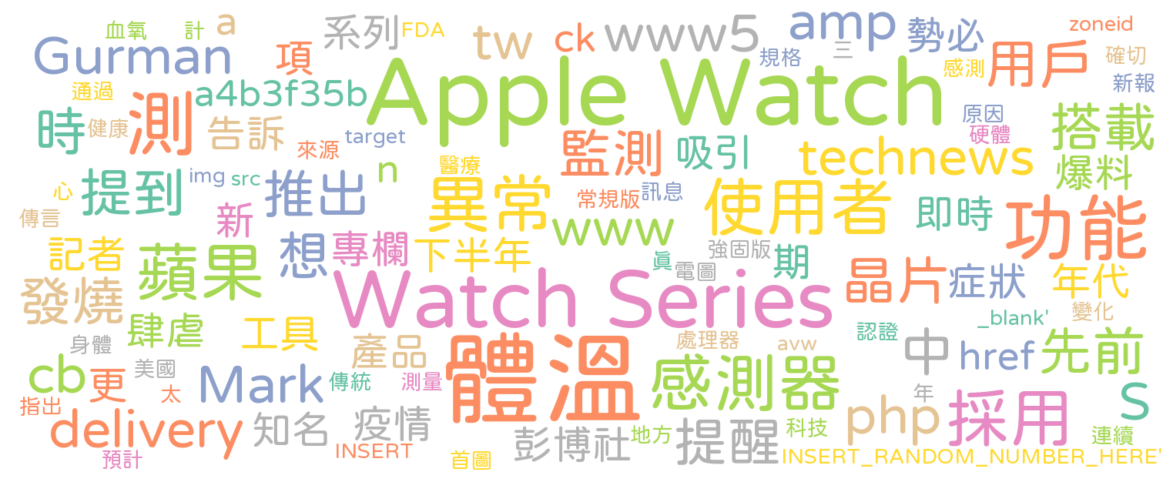 血氧 計 a 系列 FDA tw ck www5 amp 勢必 zoneid
Gurman 項 規格 三 感測 用戶 確切
通過 a4b3f35b Apple Watch 新報
時 健康 測 告訴 來源 target 監測 吸引 原因 硬體 搭載
心 提到 img src 推出 n 醫療 異常 常規版 訊息 technews 爆料
傳言 新 使用者 即時 功能
記者 蘋果 想 專欄 下半年 www 強固版 真 電圖 期 晶片 症狀 年代
發燒 肆虐 工具 Watch Series _blank' 變化
身體 美國 產品 體溫 處理器 avw 認證 中 href 先前
cb 更 太 Mark 傳統 測量 感測器 年 S
指出 delivery 知名 疫情 彭博社 地方 提醒 科技 php 採用 連續
預計 INSERT 首圖 INSERT_RANDOM_NUMBER_HERE'